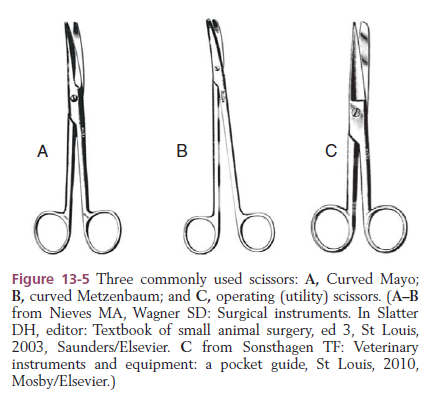 A
B
C
Figure 13-5 Three commonly used scissors: A, Curved Mayo;
B, curved Metzenbaum; and C, operating (utility) scissors. (A–B
from Nieves MA, Wagner SD: Surgical instruments. In Slatter
DH, editor: Textbook of small animal surgery, ed 3, St Louis,
2003, Saunders/Elsevier. C from Sonsthagen TF: Veterinary
instruments and equipment: a pocket guide, St Louis, 2010,
Mosby/Elsevier.)